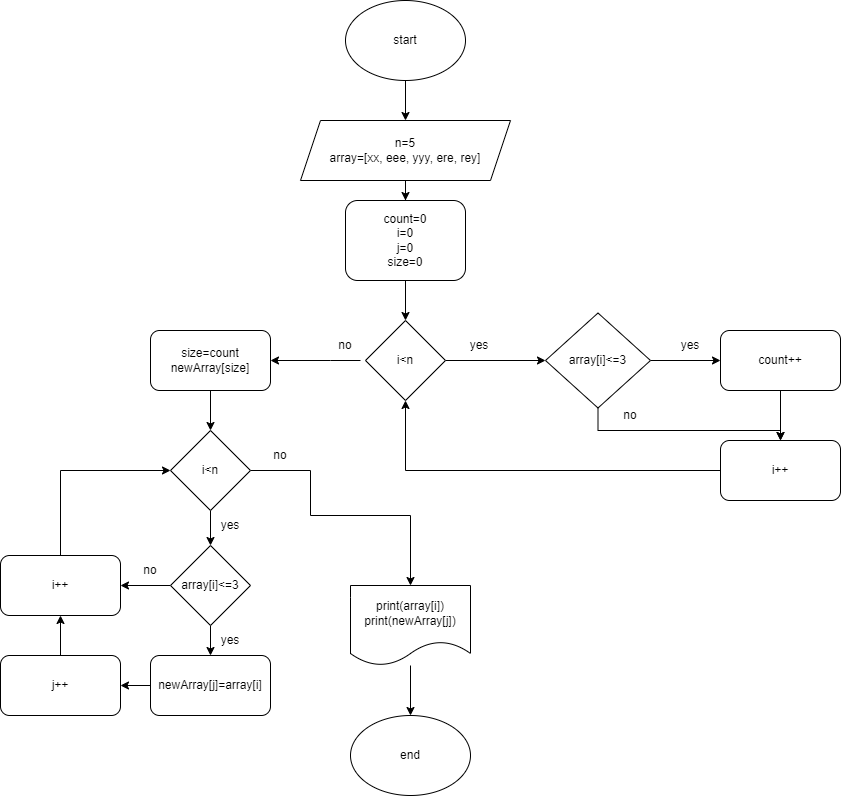 start
n=5
array=[xx, eee, yyy, ere, rey]
count=0
i=0
j=0
size=0
no
i<n
yes
array[i]<=3
yes
count++
no
i++
size=count
newArray[size]
i<n
no
yes
array[i]<=3
no
i++
yes
newArray[j]=array[i]
j++
print(array[i])
print(newArray[j])
end